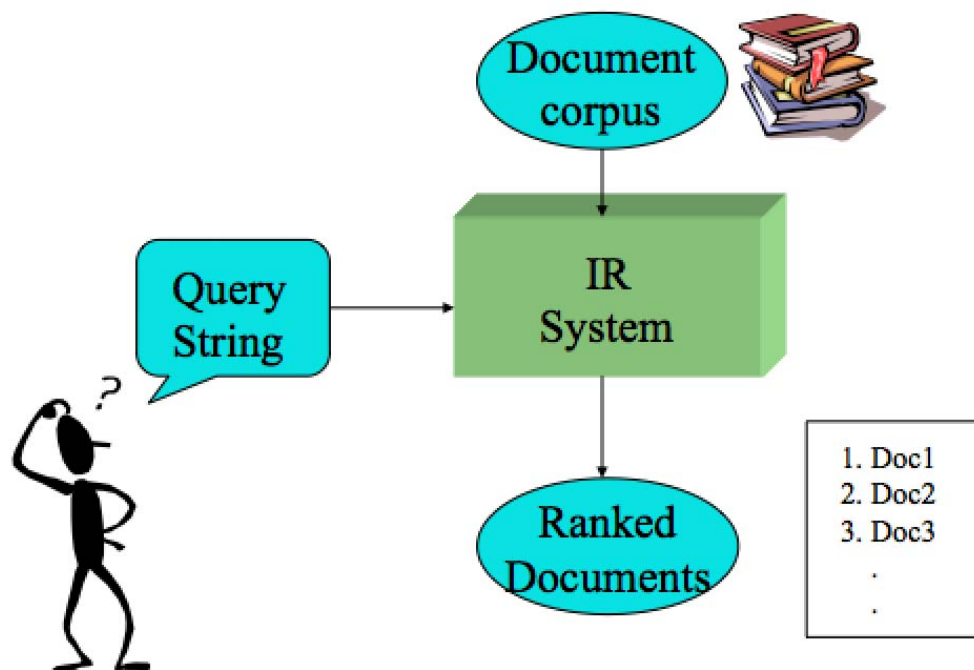 Document
corpus
IR
System
Query
String
?
Ranked
Documents
1. Doc1
2. Doc2
3. Doc3
.
.